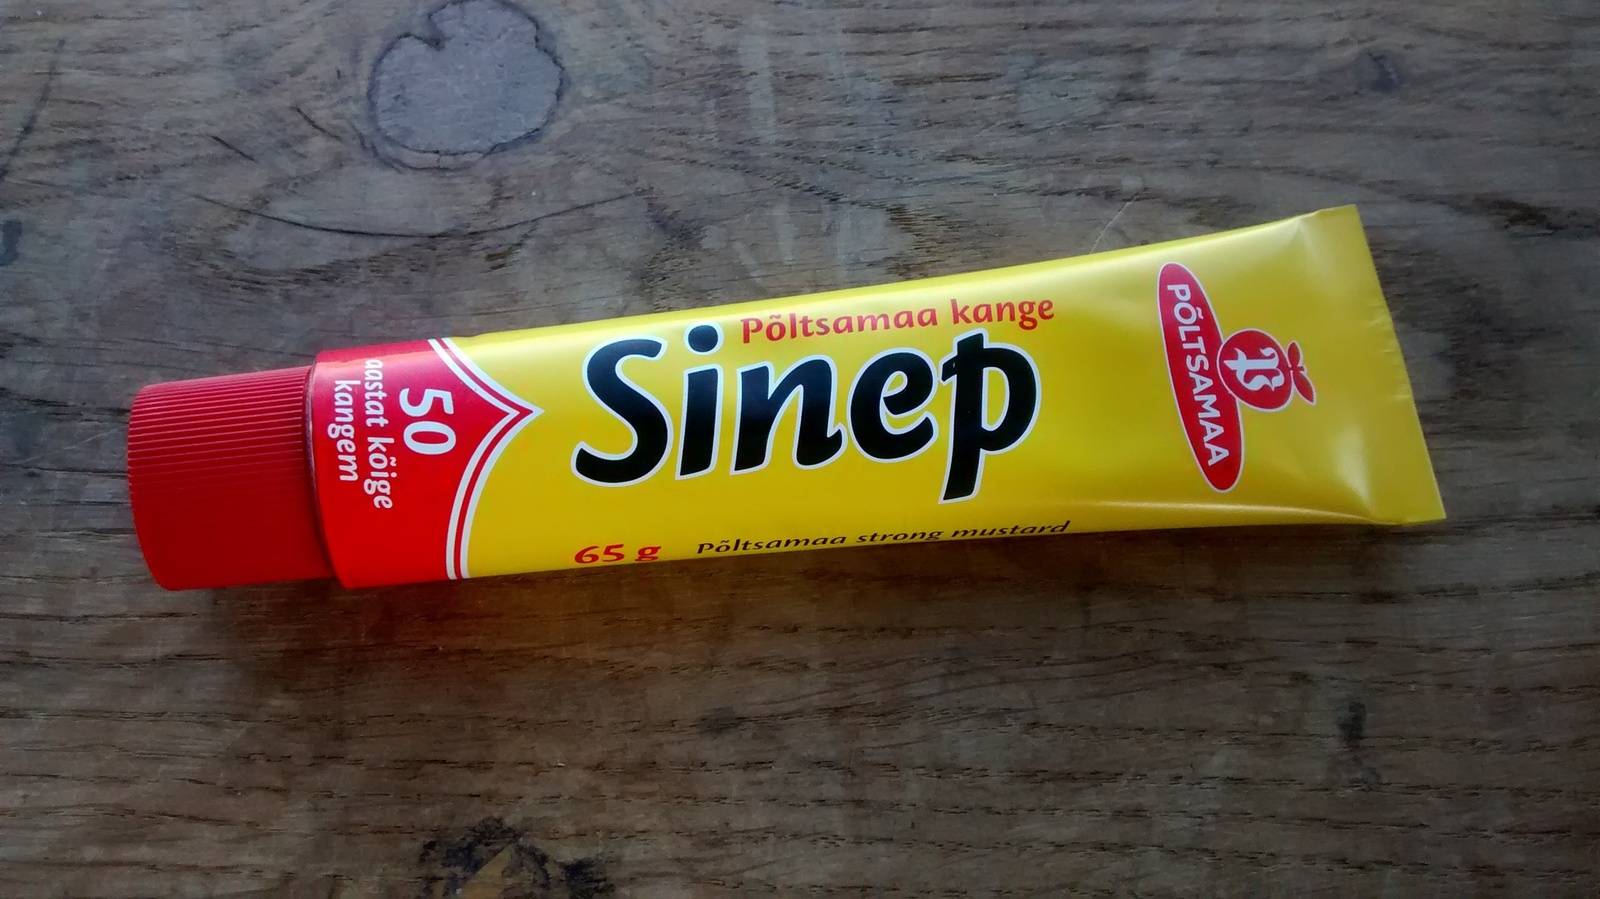 Põltsamaa kange
Sinep
65 g
Põltsamaa strong mustard
50
aastat kõige
kangem
PÕLTSAMAA
P